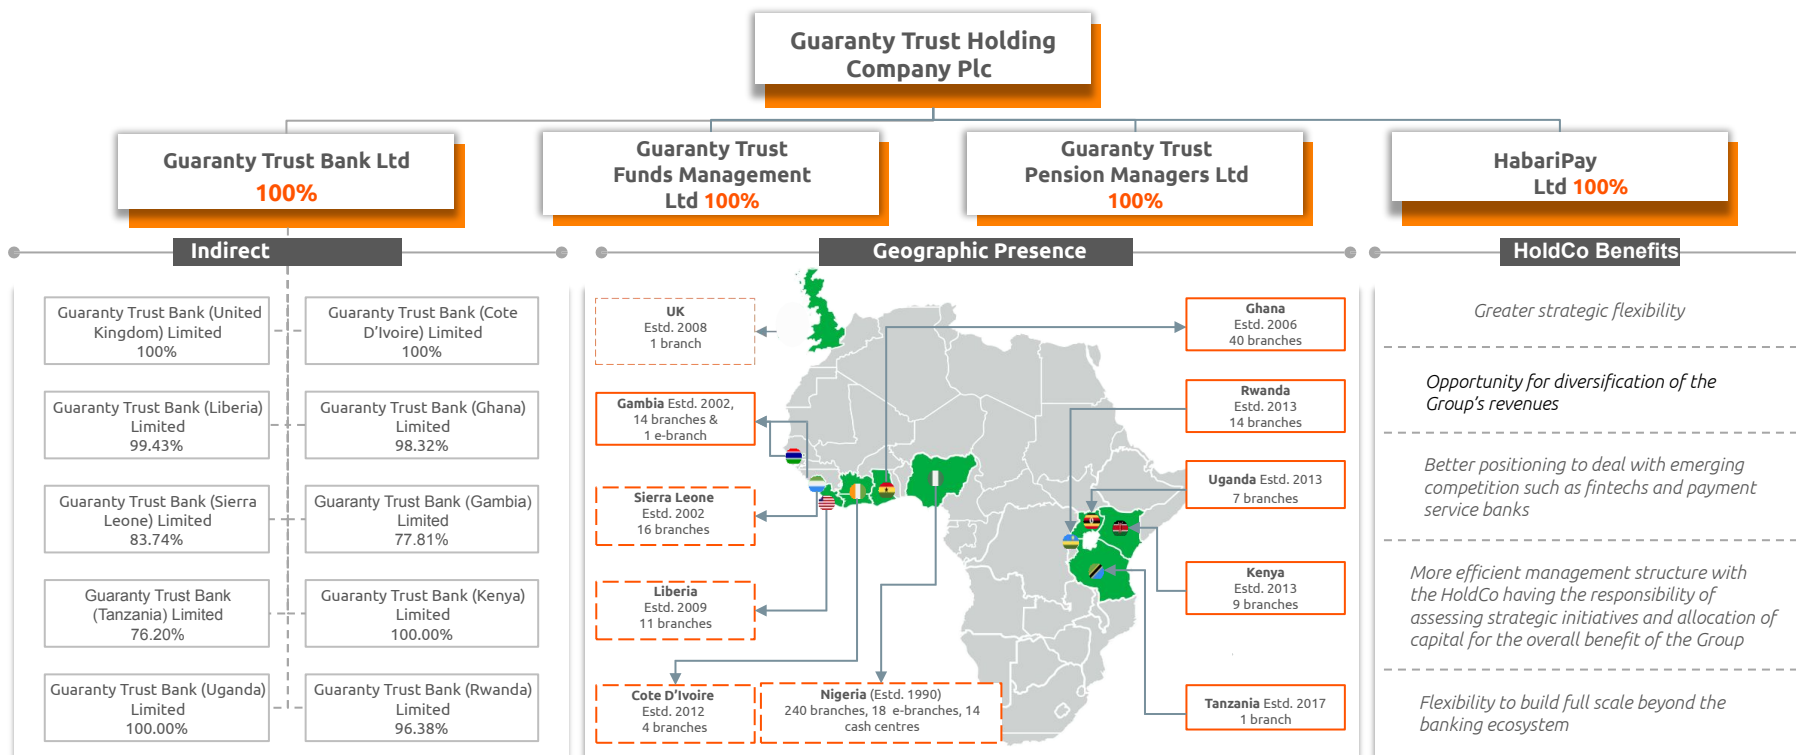 Guaranty Trust Holding
Company Plc
Guaranty Trust Bank Ltd
100%
Guaranty Trust
Funds Management
Ltd 100%
Guaranty Trust
Pension Managers Ltd
100%
HabariPay
Ltd 100%
Indirect
Guaranty Trust Bank (United
Kingdom) Limited
100%
Guaranty Trust Bank (Cote
D’Ivoire) Limited
100%
Guaranty Trust Bank (Liberia)
Limited
99.43%
Guaranty Trust Bank (Ghana)
Limited
98.32%
Guaranty Trust Bank (Sierra
Leone) Limited
83.74%
Guaranty Trust Bank (Gambia)
Limited
77.81%
Guaranty Trust Bank
(Tanzania) Limited
76.20%
Guaranty Trust Bank (Kenya)
Limited
100.00%
Guaranty Trust Bank (Uganda)
Limited
100.00%
Guaranty Trust Bank (Rwanda)
Limited
96.38%
Geographic Presence
UK
Estd. 2008
1 branch
Gambia Estd. 2002,
14 branches &
1 e-branch
Sierra Leone
Estd. 2002
16 branches
Liberia
Estd. 2009
11 branches
Cote D’Ivoire
Estd. 2012
4 branches
Nigeria (Estd. 1990)
240 branches, 18 e-branches, 14
cash centres
Ghana
Estd. 2006
40 branches
Rwanda
Estd. 2013
14 branches
Uganda Estd. 2013
7 branches
Kenya
Estd. 2013
9 branches
Tanzania Estd. 2017
1 branch
HoldCo Benefits
Greater strategic flexibility
Opportunity for diversification of the
Group’s revenues
Better positioning to deal with emerging
competition such as fintechs and payment
service banks
More efficient management structure with
the HoldCo having the responsibility of
assessing strategic initiatives and allocation of
capital for the overall benefit of the Group
Flexibility to build full scale beyond the
banking ecosystem